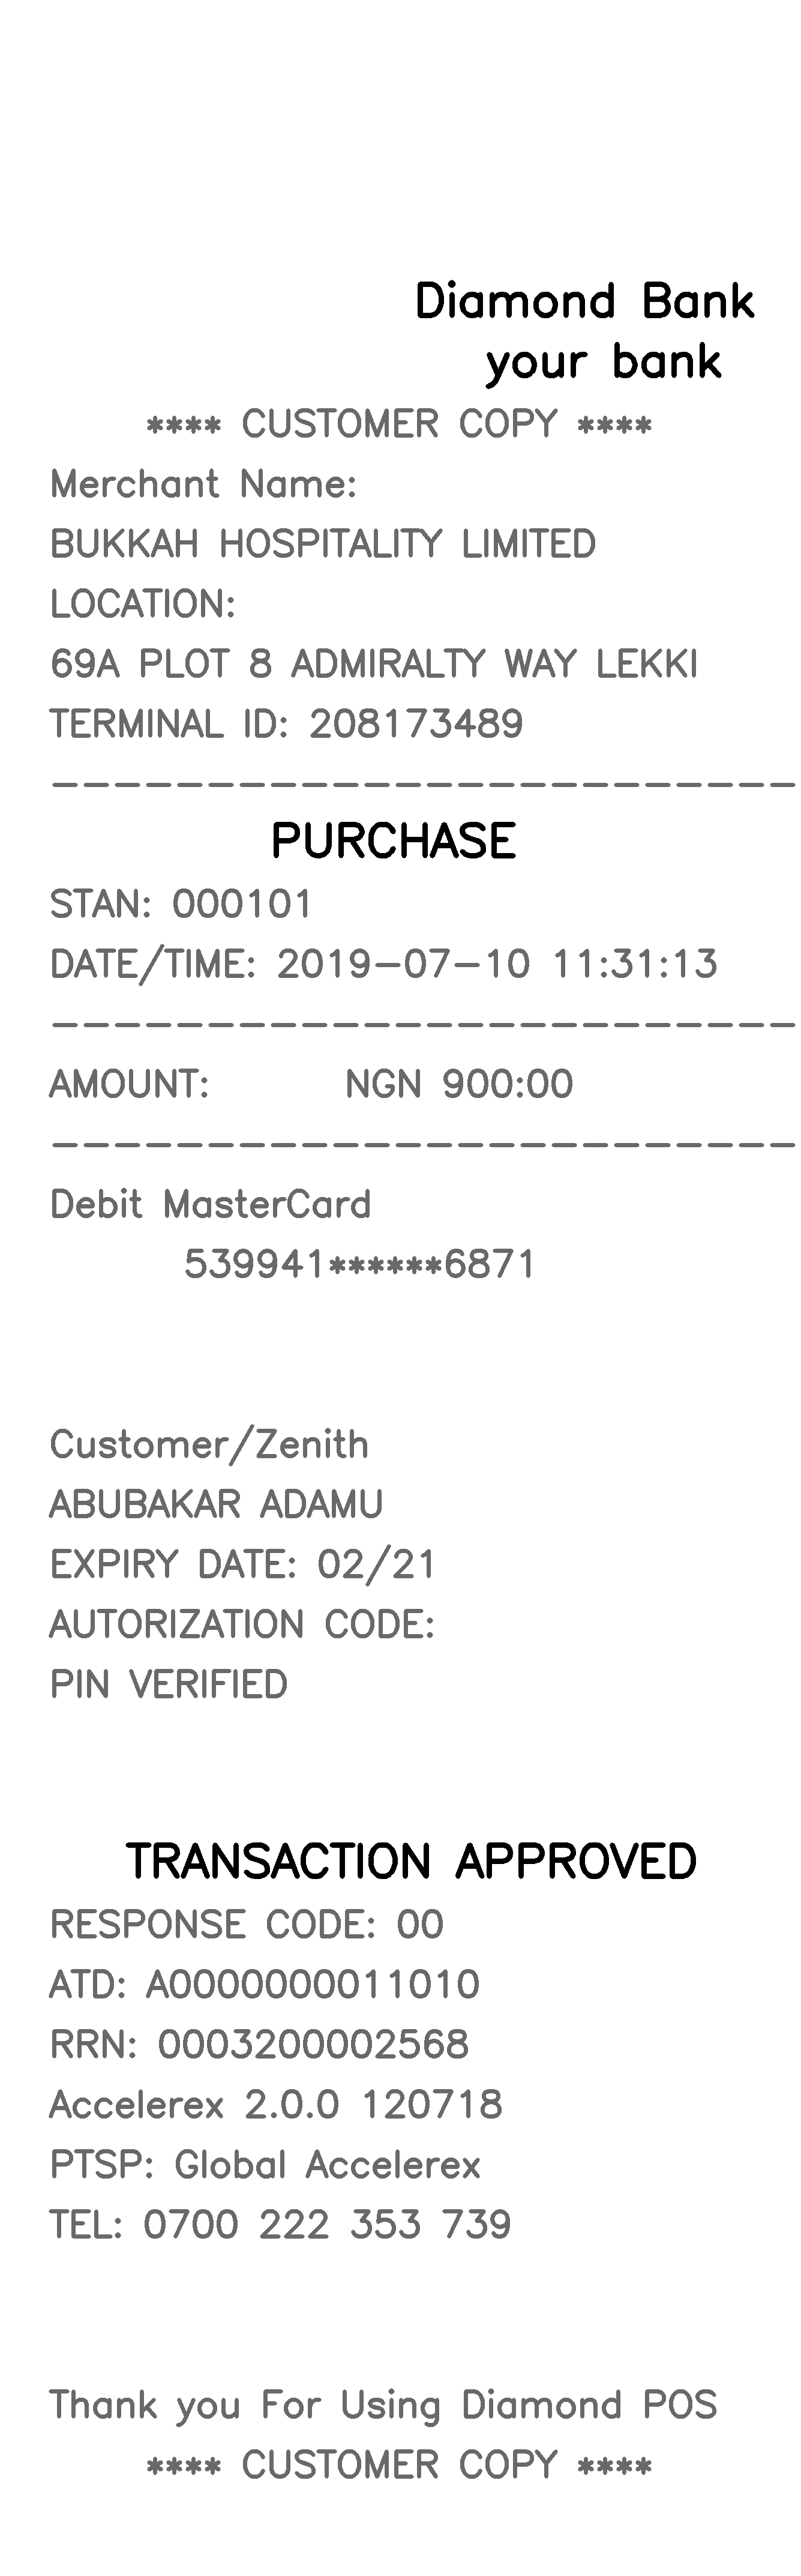 Diamond Bank
your bank
**** CUSTOMER COPY ****
Merchant Name:
BUKKAH HOSPITALITY LIMITED
LOCATION:
69A PLOT 8 ADMIRALTY WAY LEKKI
TERMINAL ID: 208173489
------------------------
PURCHASE
STAN: 000101
DATE/TIME: 2019-07-10 11:31:13
------------------------
AMOUNT: NGN 900:00
------------------------
Debit MasterCard
539941******6871
Customer/Zenith
ABUBAKAR ADAMU
EXPIRY DATE: 02/21
AUTORIZATION CODE:
PIN VERIFIED
TRANSACTION APPROVED
RESPONSE CODE: 00
ATD: A0000000011010
RRN: 0003200002568
Accelerex 2.0.0 120718
PTSP: Global Accelerex
TEL: 0700 222 353 739
Thank you For Using Diamond POS
**** CUSTOMER COPY ****